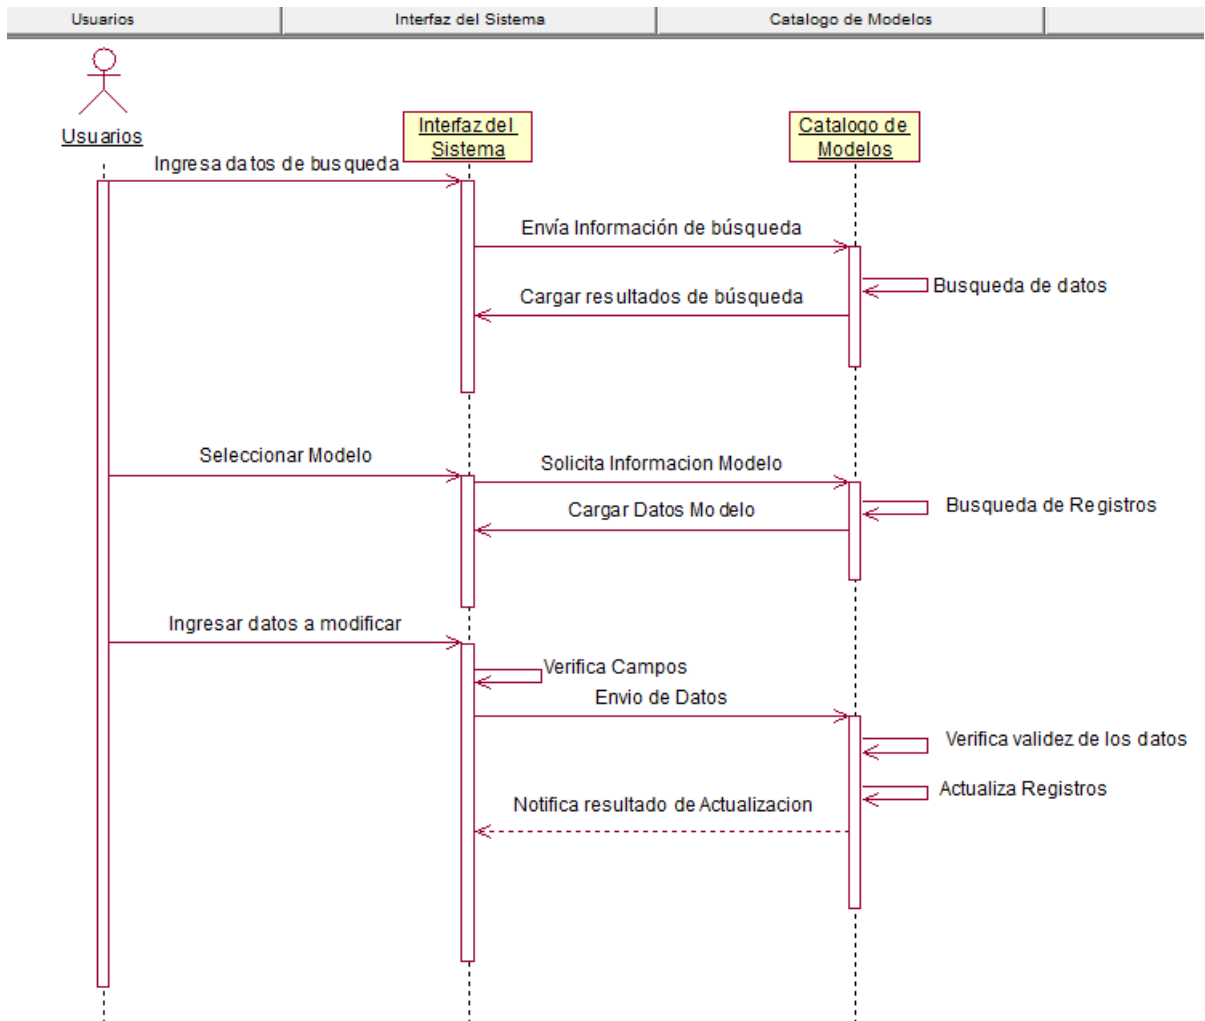 Usuarios
Interfaz del Sistema
Catalogo de Modelos
Usuarios
Interfaz del
Sistema
Catalogo de
Modelos
Ingresa datos de busqueda
Envía Información de búsqueda
Busqueda de datos
Cargar resultados de búsqueda
Seleccionar Modelo
Solicita Informacion Modelo
Busqueda de Registros
Cargar Datos Modelo
Ingresar datos a modificar
Verifica Campos
Envio de Datos
Verifica validez de los datos
Actualiza Registros
Notifica resultado de Actualizacion